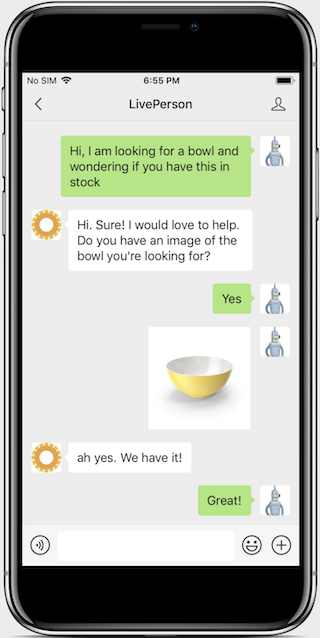 No SIM 6:55 PM
LivePerson
Hi, I am looking for a bowl and
wondering if you have this in
stock
Hi. Sure! I would love to help.
Do you have an image of the
bowl you're looking for?
Yes
ah yes. We have it!
Great!